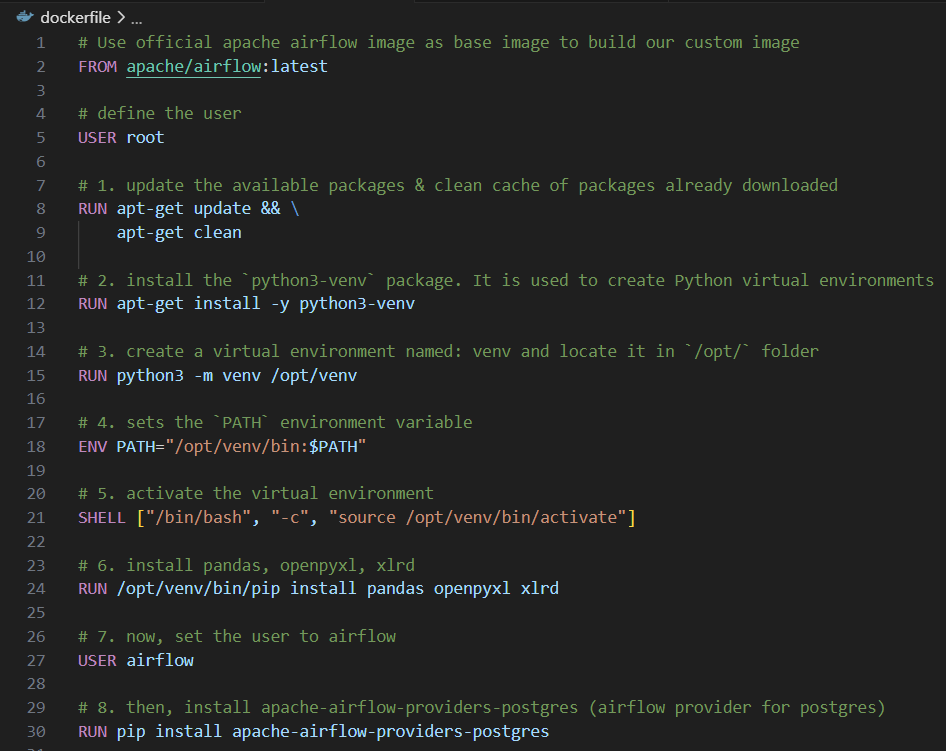 dockerfile > ...
1 # Use official apache airflow image as base image to build our custom image
2 FROM apache/airflow:latest
3
4 # define the user
5 USER root
6
7 # 1. update the available packages & clean cache of packages already downloaded
8 RUN apt-get update && \
9     apt-get clean
10
11 # 2. install the `python3-venv` package. It is used to create Python virtual environments
12 RUN apt-get install -y python3-venv
13
14 # 3. create a virtual environment named: venv and locate it in `/opt/` folder
15 RUN python3 -m venv /opt/venv
16
17 # 4. sets the `PATH` environment variable
18 ENV PATH="/opt/venv/bin:$PATH"
19
20 # 5. activate the virtual environment
21 SHELL ["/bin/bash", "-c", "source /opt/venv/bin/activate"]
22
23 # 6. install pandas, openpyxl, xlrd
24 RUN /opt/venv/bin/pip install pandas openpyxl xlrd
25
26 # 7. now, set the user to airflow
27 USER airflow
28
29 # 8. then, install apache-airflow-providers-postgres (airflow provider for postgres)
30 RUN pip install apache-airflow-providers-postgres